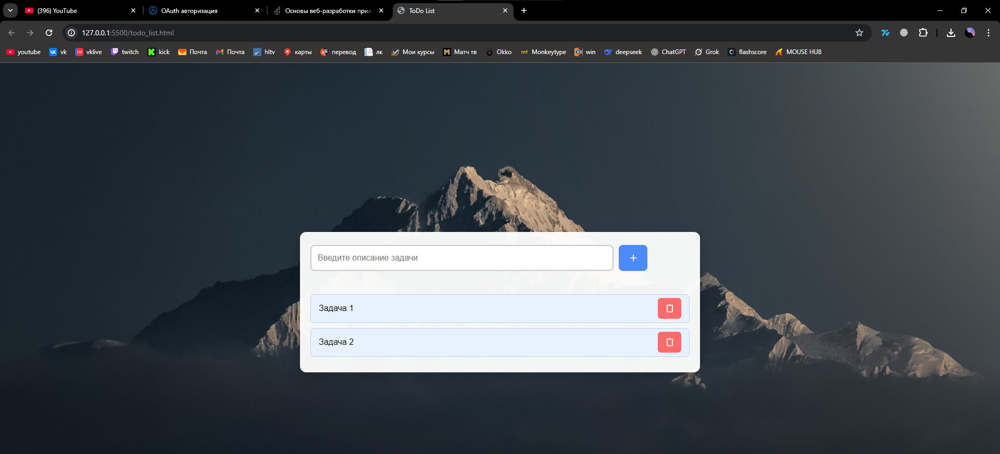 (396) YouTube
OAuth авторизация
Основы веб-разработки при
ToDo List
127.0.0.1:5500/todo_list.html
youtube vk vklive twitch kick Почта Почта hltv карты перевод лк Мои курсы Матч тв Okko Monkeytype win deepseek ChatGPT Grok flashscore MOUSE HUB
Введите описание задачи
+
Задача 1
Задача 2